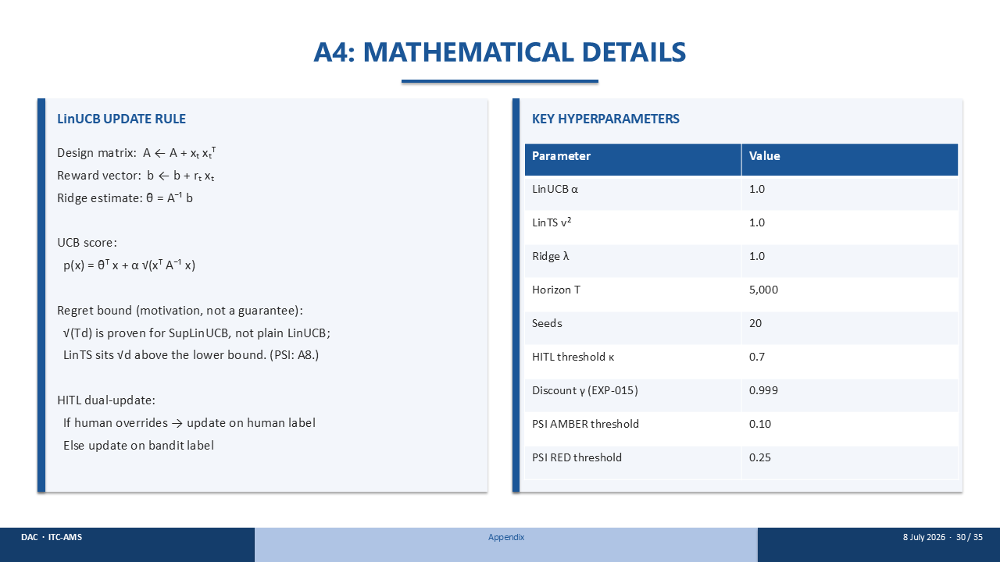 A4: MATHEMATICAL DETAILS
LinUCB UPDATE RULE
Design matrix: A ← A + xₜ xₜᵀ
Reward vector: b ← b + rₜ xₜ
Ridge estimate: θ̂ = A⁻¹ b
UCB score:
p(x) = θ̂ᵀ x + α √(xᵀ A⁻¹ x)
Regret bound (motivation, not a guarantee):
√(Td) is proven for SupLinUCB, not plain LinUCB;
LinTS sits √d above the lower bound. (PSI: A8.)
HITL dual-update:
If human overrides → update on human label
Else update on bandit label
KEY HYPERPARAMETERS
Parameter Value
LinUCB α 1.0
LinTS v² 1.0
Ridge λ 1.0
Horizon T 5,000
Seeds 20
HITL threshold κ 0.7
Discount γ (EXP-015) 0.999
PSI AMBER threshold 0.10
PSI RED threshold 0.25
DAC · ITC-AMS
Appendix
8 July 2026 · 30 / 35